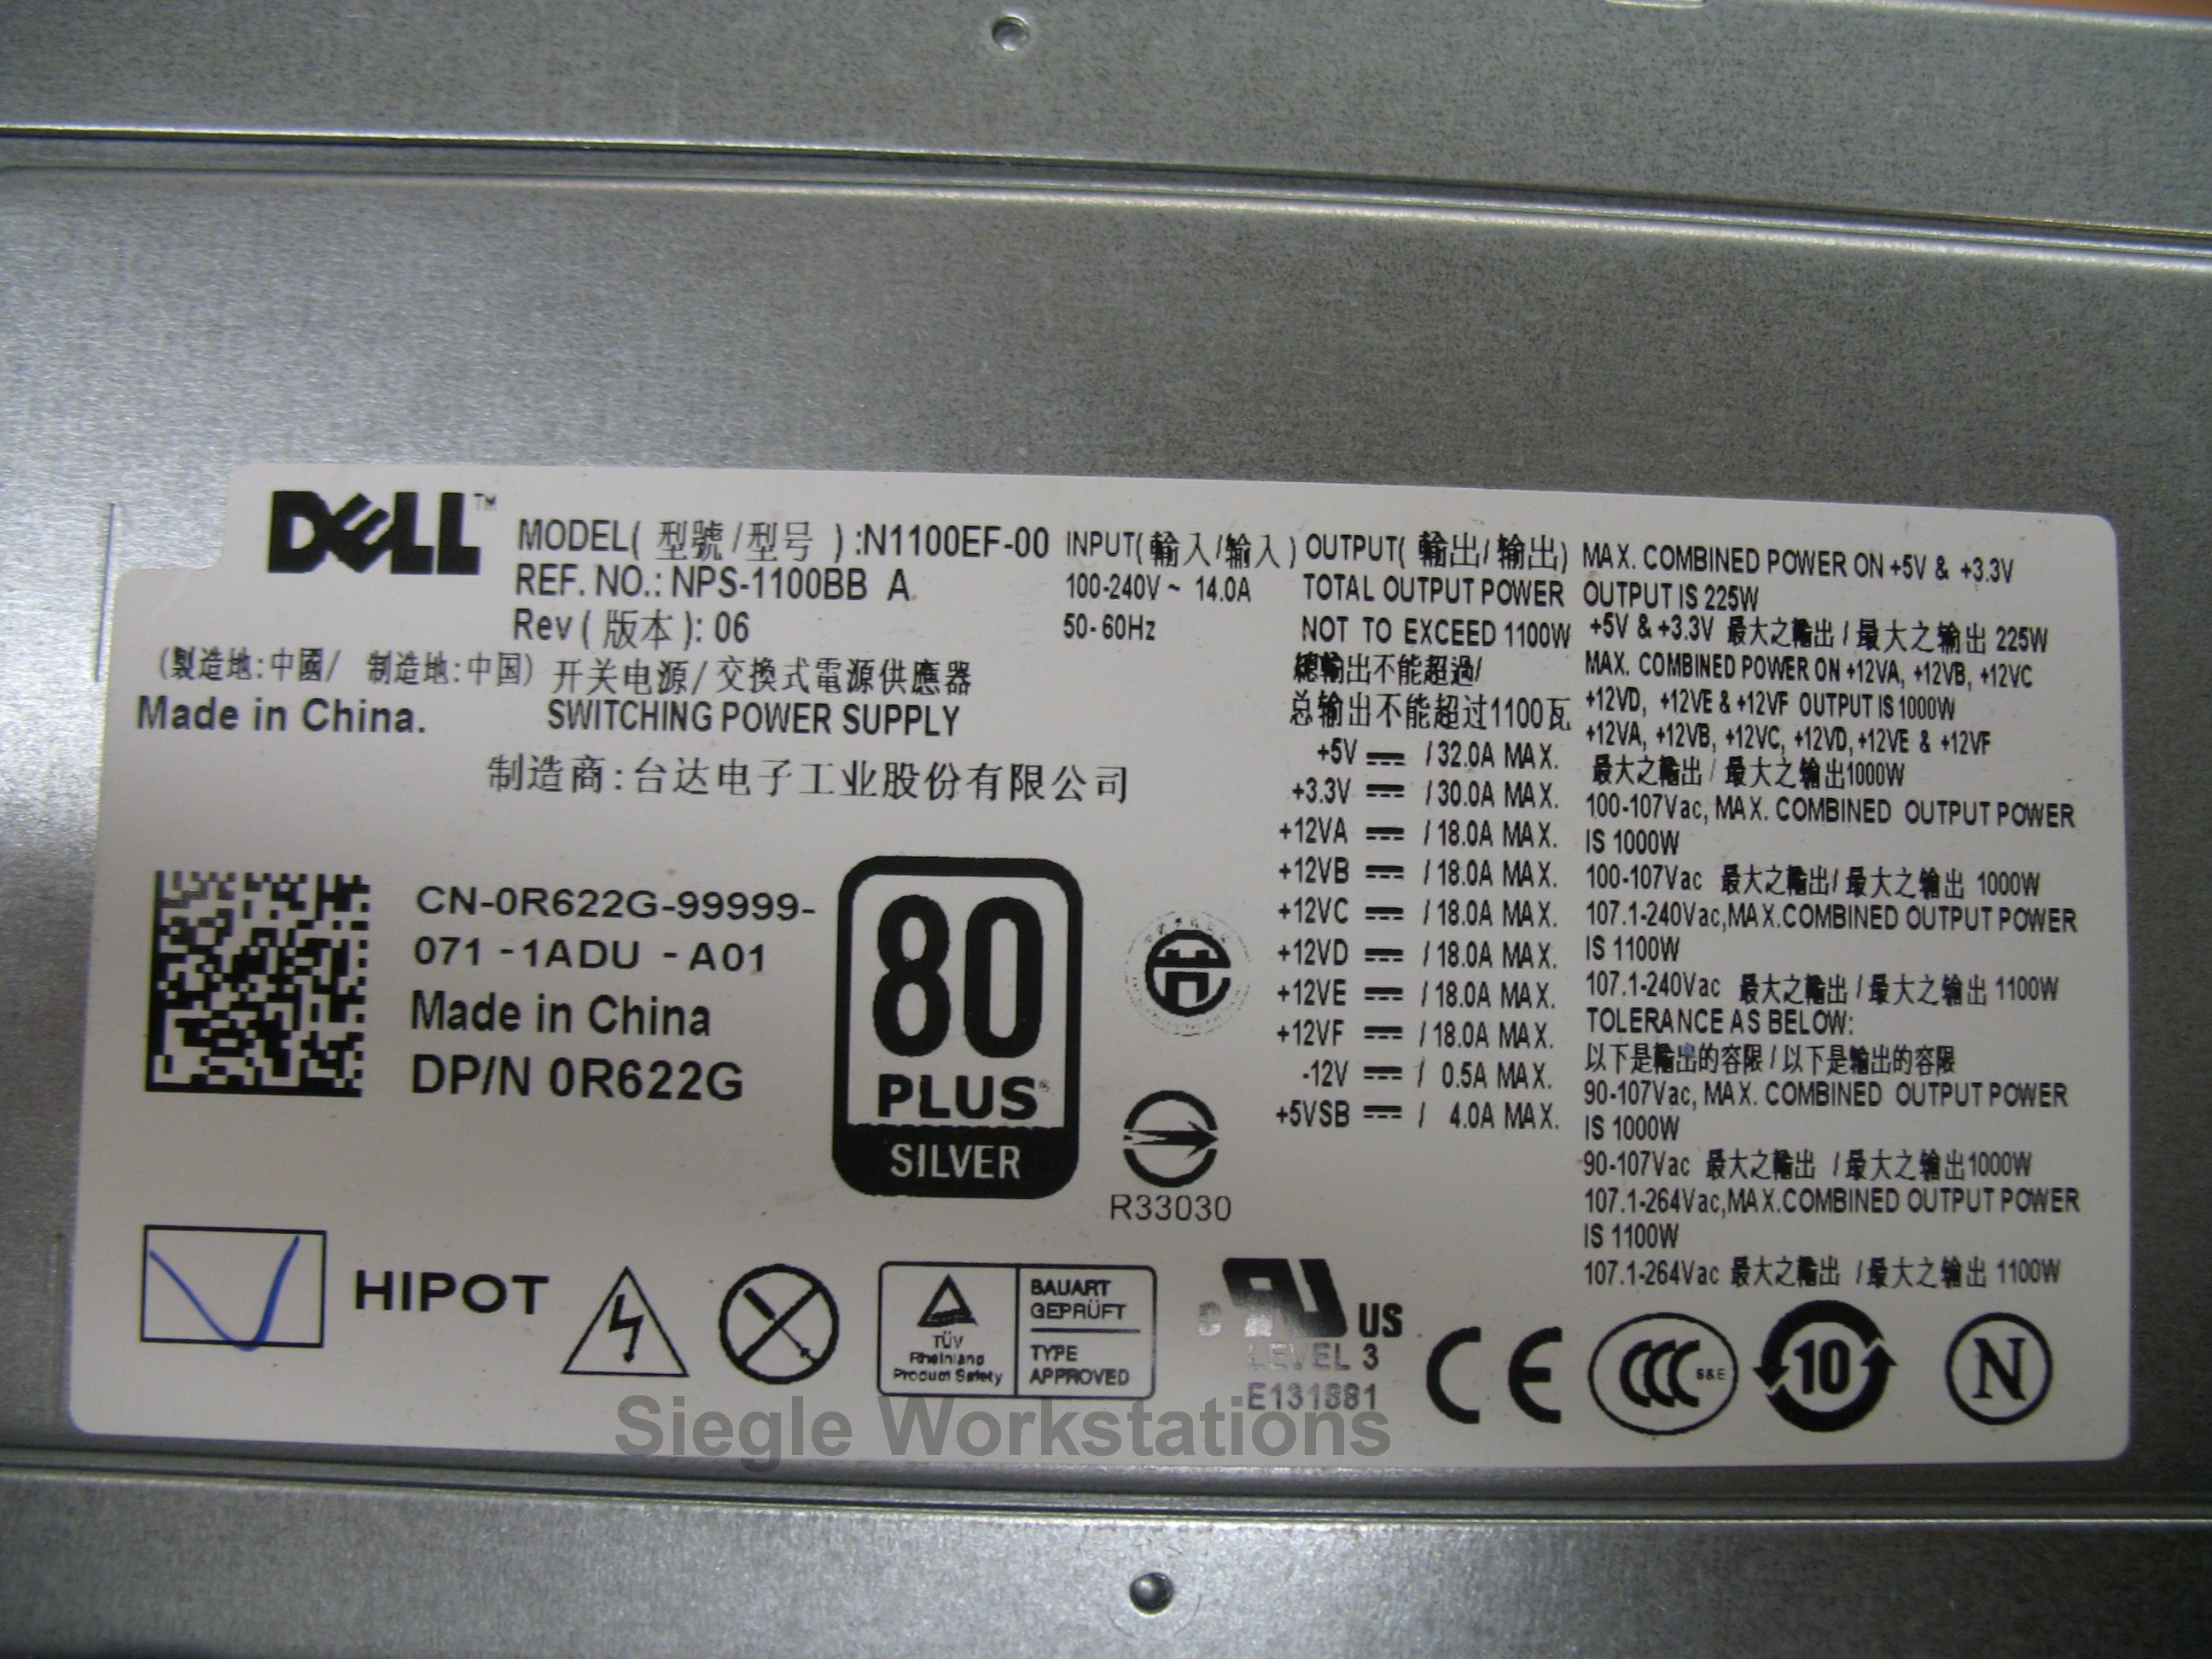 DELL™
MODEL( 型號/型号 ) :N1100EF-00
REF. NO.: NPS-1100BB A
Rev ( 版本 ): 06
(製造地:中國/ 制造地:中国)
Made in China.
开关电源/交換式電源供應器
SWITCHING POWER SUPPLY
制造商:台达电子工业股份有限公司
INPUT( 輸入/输入 )
100-240V ~ 14.0A
50-60Hz
OUTPUT( 輸出/输出)
TOTAL OUTPUT POWER
NOT TO EXCEED 1100W
總輸出不能超過/
总输出不能超过1100瓦
+5V ⎓ / 32.0A MAX.
+3.3V ⎓ / 30.0A MAX.
+12VA ⎓ / 18.0A MAX.
+12VB ⎓ / 18.0A MAX.
+12VC ⎓ / 18.0A MAX.
+12VD ⎓ / 18.0A MAX.
+12VE ⎓ / 18.0A MAX.
+12VF ⎓ / 18.0A MAX.
-12V ⎓ / 0.5A MAX.
+5VSB ⎓ / 4.0A MAX.
MAX. COMBINED POWER ON +5V & +3.3V
OUTPUT IS 225W
+5V & +3.3V 最大之輸出 / 最大之输出 225W
MAX. COMBINED POWER ON +12VA, +12VB, +12VC
+12VD, +12VE & +12VF OUTPUT IS 1000W
+12VA, +12VB, +12VC, +12VD, +12VE & +12VF
最大之輸出 / 最大之输出1000W
100-107Vac, MAX. COMBINED OUTPUT POWER
IS 1000W
100-107Vac 最大之輸出/ 最大之输出 1000W
107.1-240Vac,MAX.COMBINED OUTPUT POWER
IS 1100W
107.1-240Vac 最大之輸出 / 最大之输出 1100W
TOLERANCE AS BELOW:
以下是輸出的容限 / 以下是输出的容限
90-107Vac, MAX. COMBINED OUTPUT POWER
IS 1000W
90-107Vac 最大之輸出 / 最大之输出1000W
107.1-264Vac,MAX.COMBINED OUTPUT POWER
IS 1100W
107.1-264Vac 最大之輸出 / 最大之输出 1100W
CN-0R622G-99999-
071 -1ADU - A01
Made in China
DP/N 0R622G
80
PLUS®
SILVER
R33030
HIPOT
TÜV
Rheinland
Product Safety
BAUART
GEPRÜFT
TYPE
APPROVED
c RU US
LEVEL 3
E131881
CE
CCC S&E
10
N
Siegle Workstations